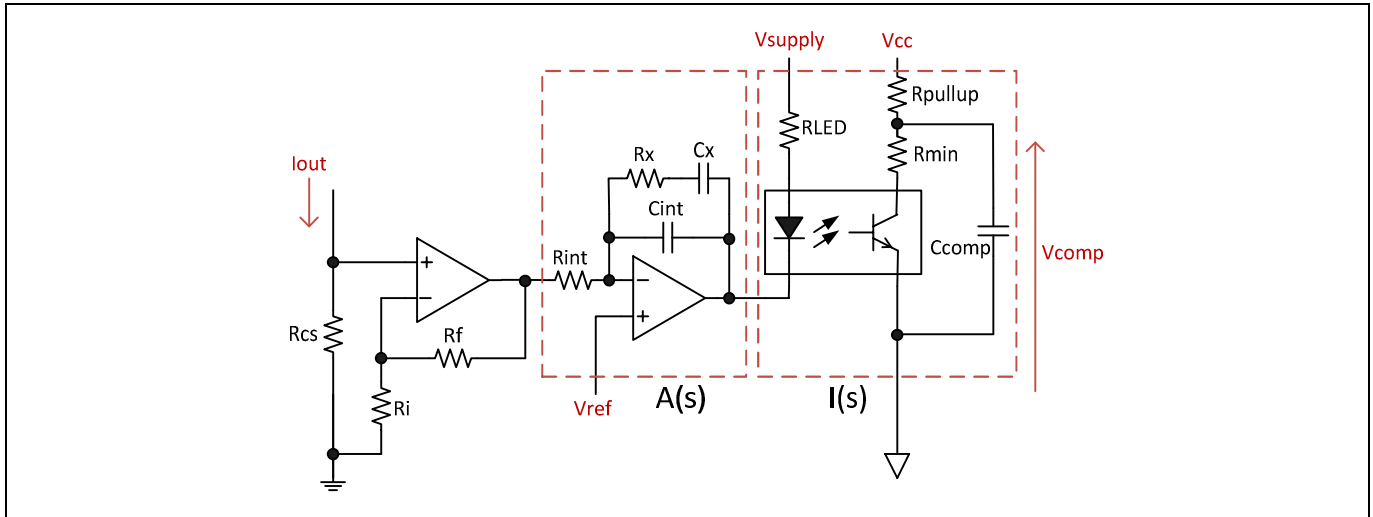 Vsupply
Vcc
Rpullup
RLED
Rmin
Iout
Rx
Cx
Cint
Ccomp
Vcomp
Rint
+
−
−
+
Rcs
Rf
Ri
Vref
A(s)
I(s)